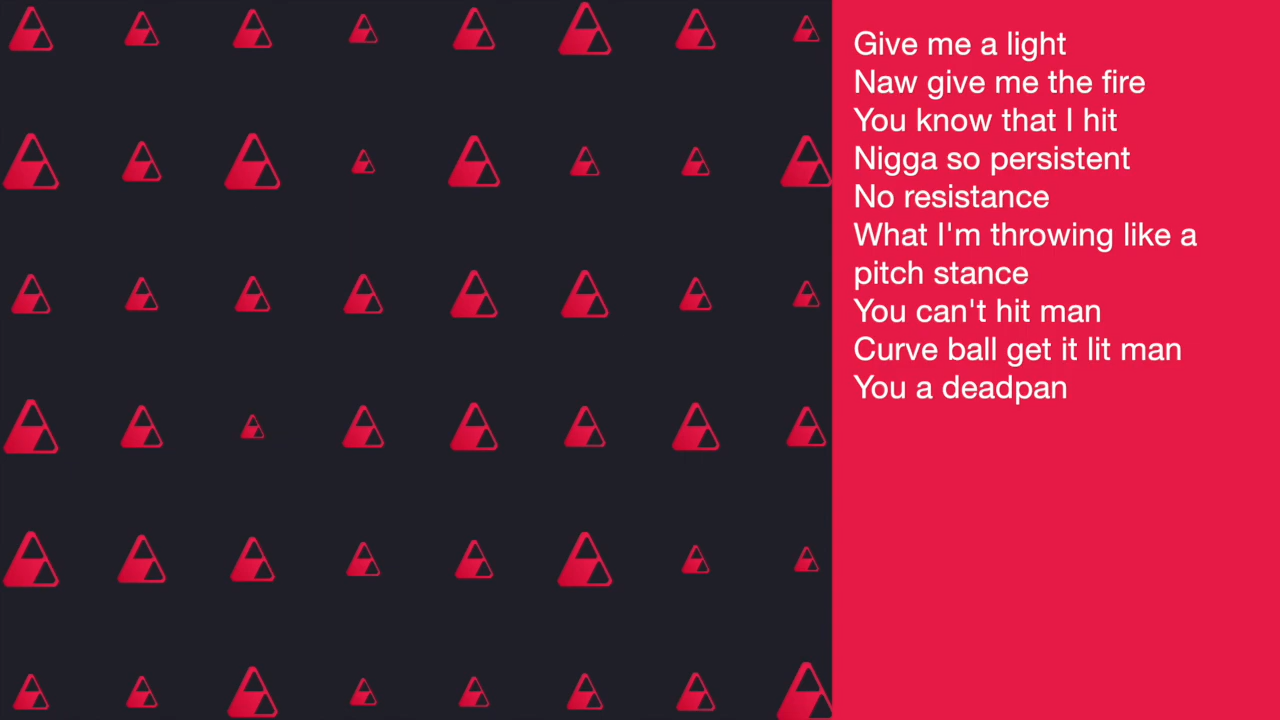 Give me a light
Naw give me the fire
You know that I hit
Nigga so persistent
No resistance
What I'm throwing like a
pitch stance
You can't hit man
Curve ball get it lit man
You a deadpan